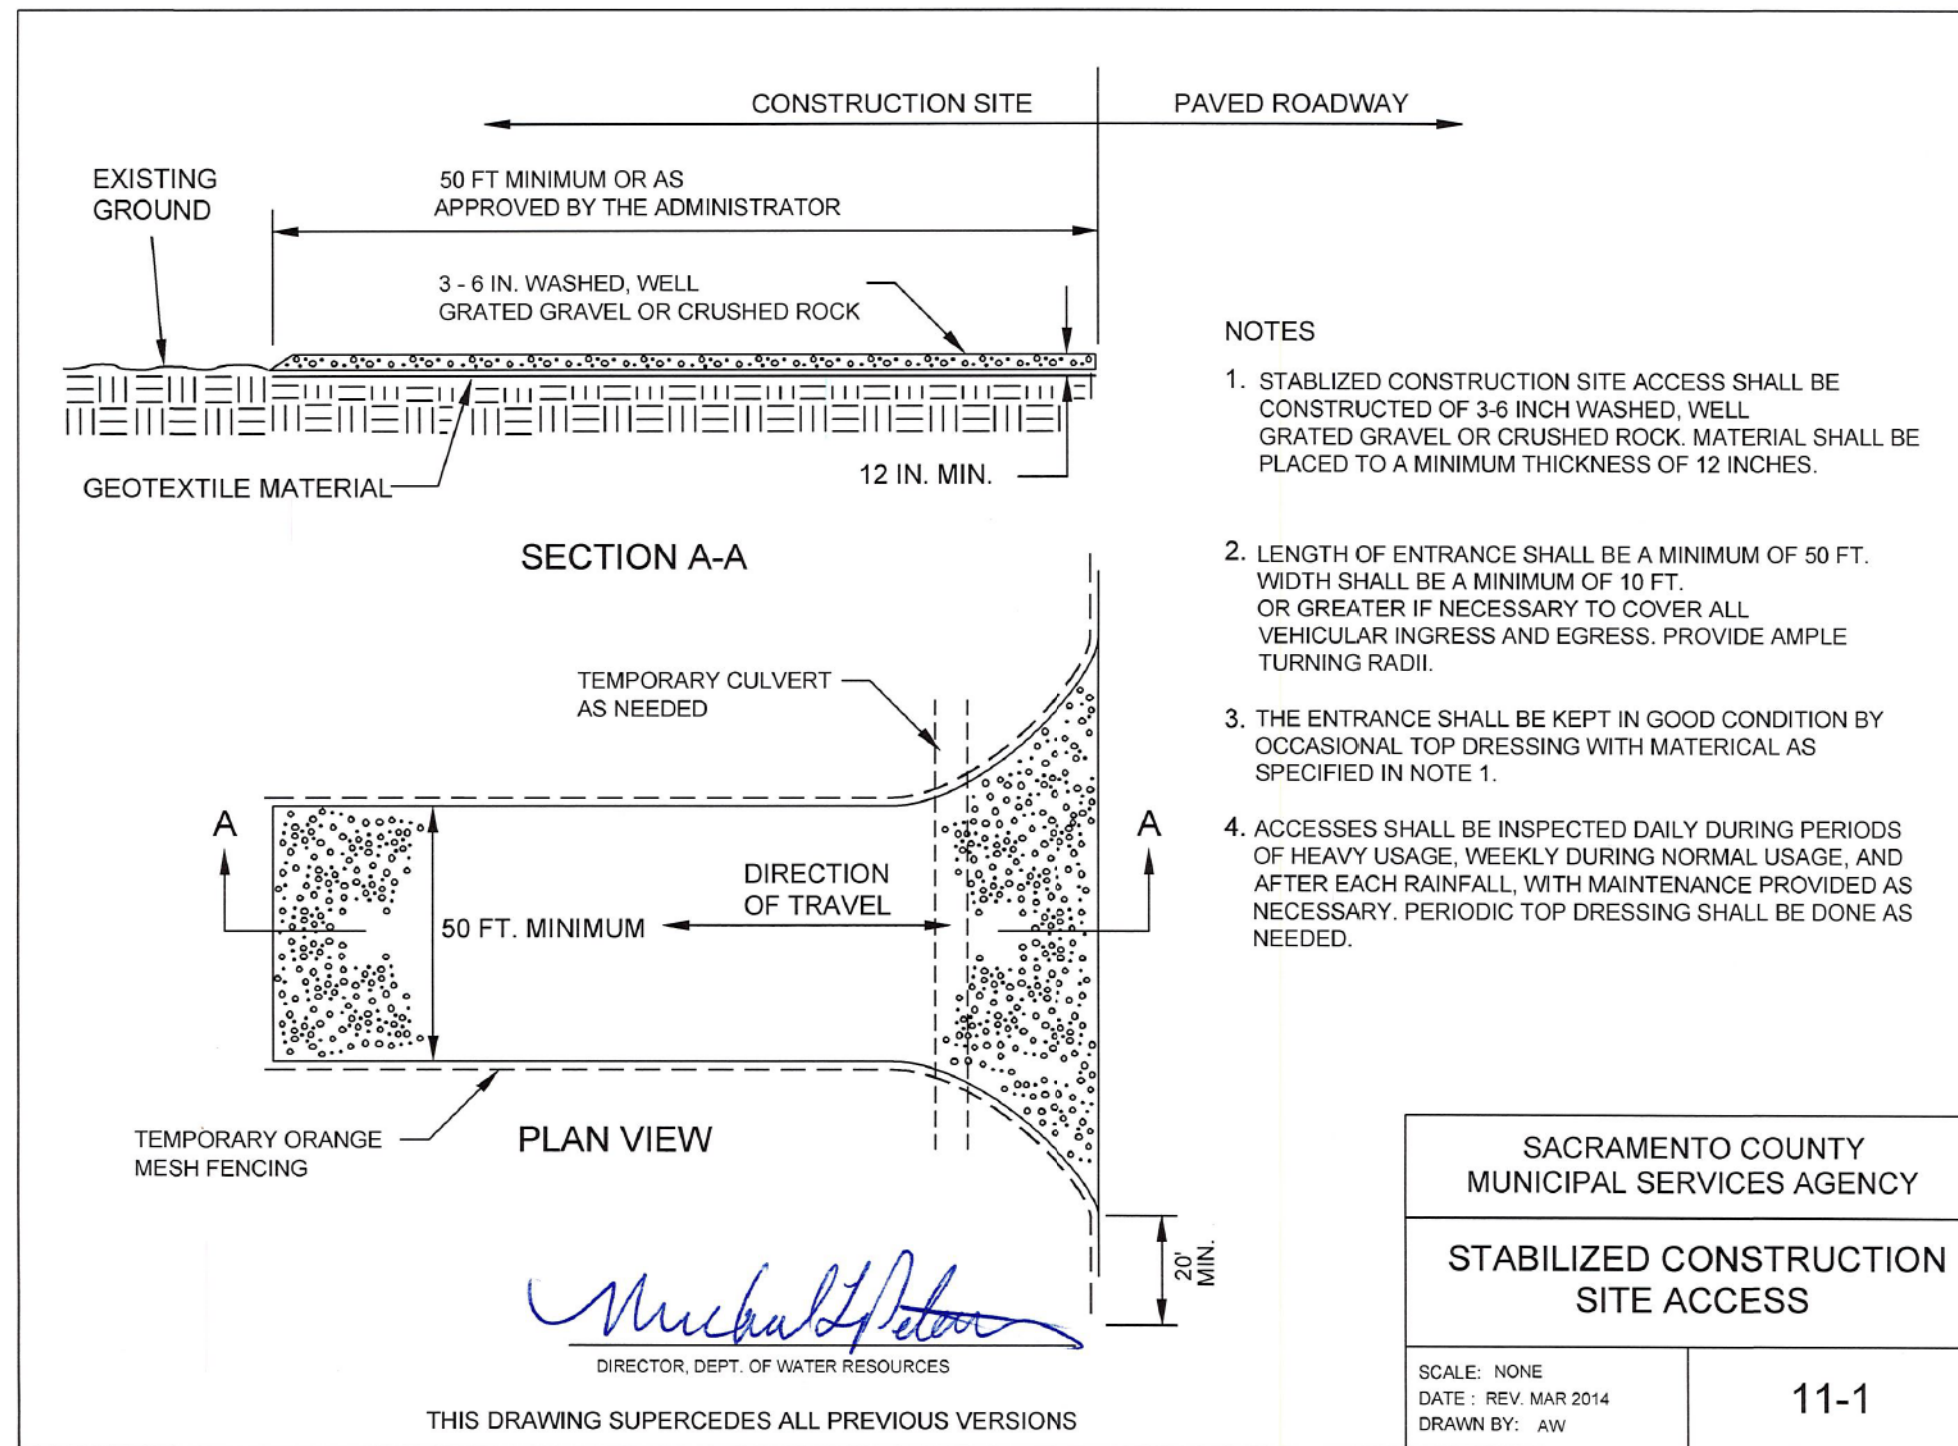 CONSTRUCTION SITE
PAVED ROADWAY
EXISTING
GROUND
50 FT MINIMUM OR AS
APPROVED BY THE ADMINISTRATOR
3 - 6 IN. WASHED, WELL
GRATED GRAVEL OR CRUSHED ROCK
GEOTEXTILE MATERIAL
12 IN. MIN.
SECTION A-A
TEMPORARY CULVERT
AS NEEDED
A
A
DIRECTION
OF TRAVEL
50 FT. MINIMUM
TEMPORARY ORANGE
MESH FENCING
PLAN VIEW
20'
MIN.
NOTES
1. STABLIZED CONSTRUCTION SITE ACCESS SHALL BE
CONSTRUCTED OF 3-6 INCH WASHED, WELL
GRATED GRAVEL OR CRUSHED ROCK. MATERIAL SHALL BE
PLACED TO A MINIMUM THICKNESS OF 12 INCHES.
2. LENGTH OF ENTRANCE SHALL BE A MINIMUM OF 50 FT.
WIDTH SHALL BE A MINIMUM OF 10 FT.
OR GREATER IF NECESSARY TO COVER ALL
VEHICULAR INGRESS AND EGRESS. PROVIDE AMPLE
TURNING RADII.
3. THE ENTRANCE SHALL BE KEPT IN GOOD CONDITION BY
OCCASIONAL TOP DRESSING WITH MATERICAL AS
SPECIFIED IN NOTE 1.
4. ACCESSES SHALL BE INSPECTED DAILY DURING PERIODS
OF HEAVY USAGE, WEEKLY DURING NORMAL USAGE, AND
AFTER EACH RAINFALL, WITH MAINTENANCE PROVIDED AS
NECESSARY. PERIODIC TOP DRESSING SHALL BE DONE AS
NEEDED.
DIRECTOR, DEPT. OF WATER RESOURCES
THIS DRAWING SUPERCEDES ALL PREVIOUS VERSIONS
SACRAMENTO COUNTY
MUNICIPAL SERVICES AGENCY
STABILIZED CONSTRUCTION
SITE ACCESS
SCALE: NONE
DATE : REV. MAR 2014
DRAWN BY: AW
11-1